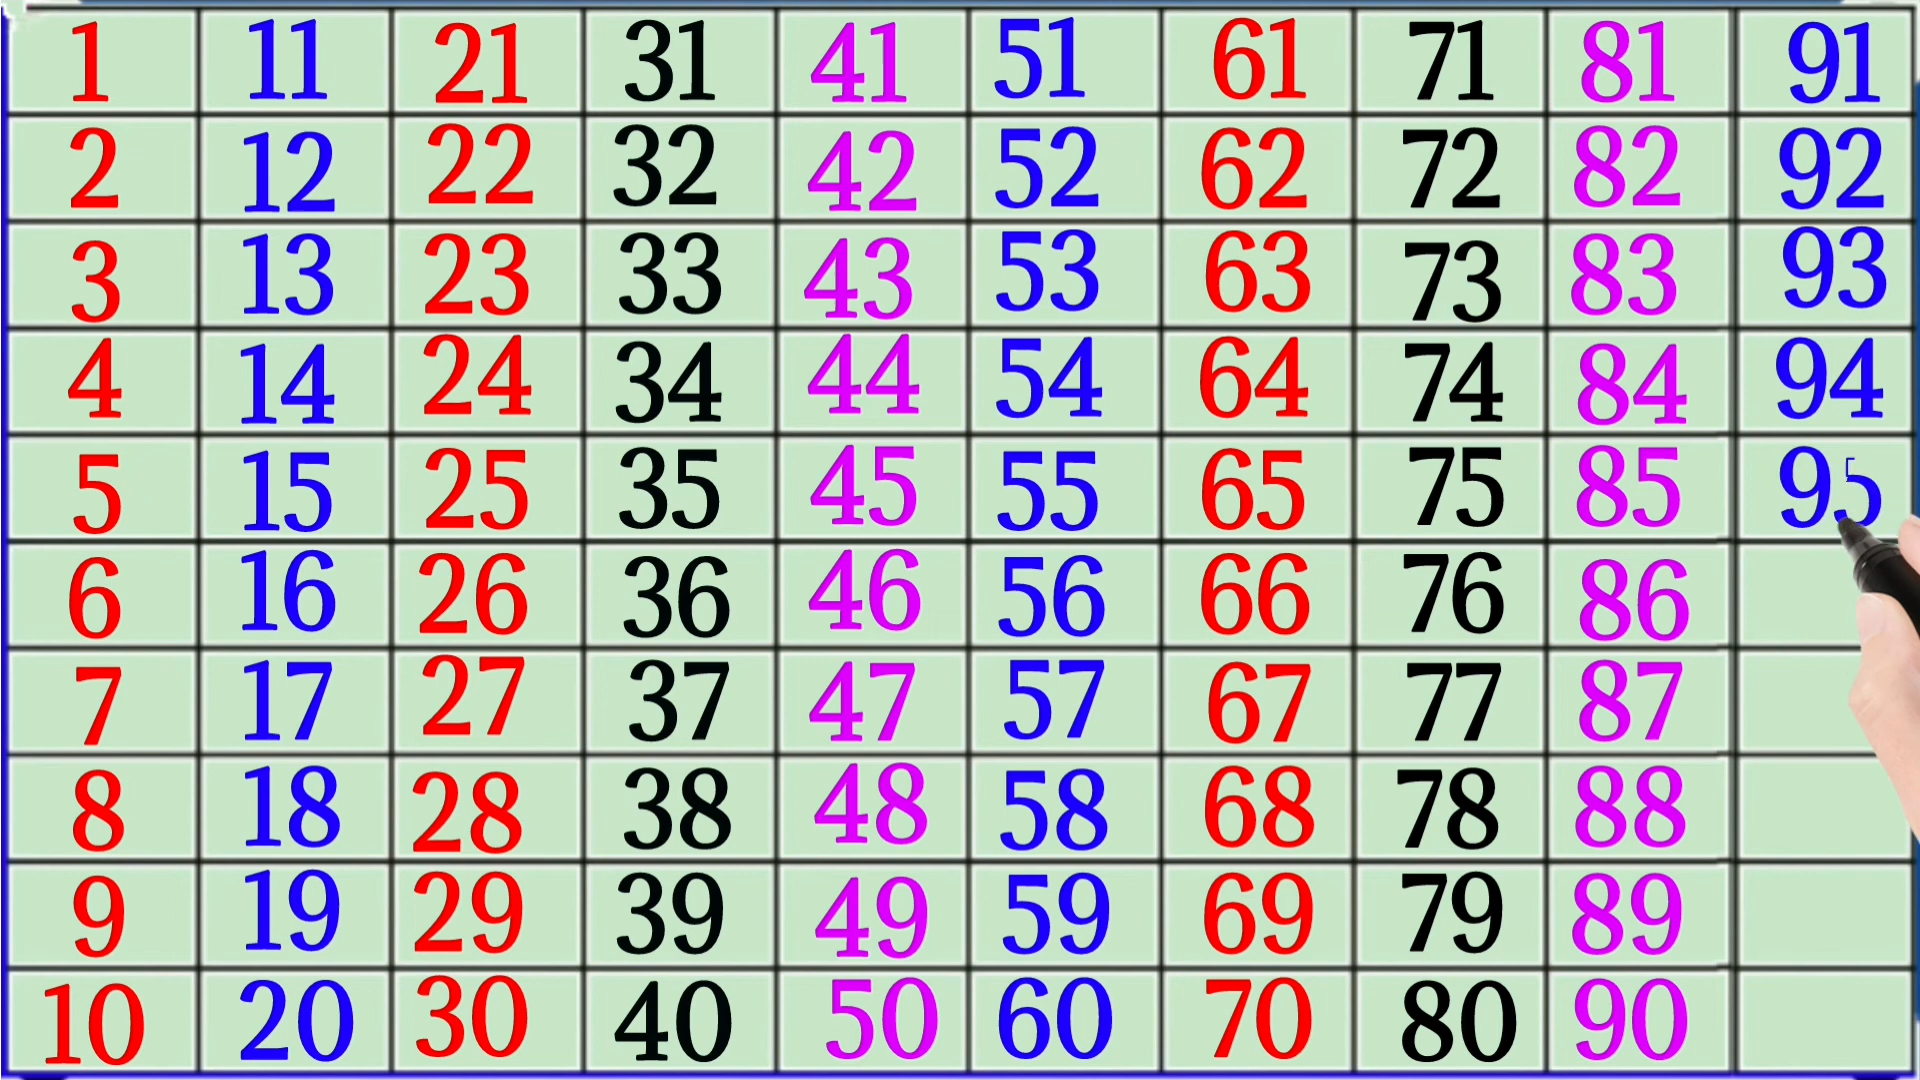 1 11 21 31 41 51 61 71 81 91
2 12 22 32 42 52 62 72 82 92
3 13 23 33 43 53 63 73 83 93
4 14 24 34 44 54 64 74 84 94
5 15 25 35 45 55 65 75 85 95
6 16 26 36 46 56 66 76 86
7 17 27 37 47 57 67 77 87
8 18 28 38 48 58 68 78 88
9 19 29 39 49 59 69 79 89
10 20 30 40 50 60 70 80 90